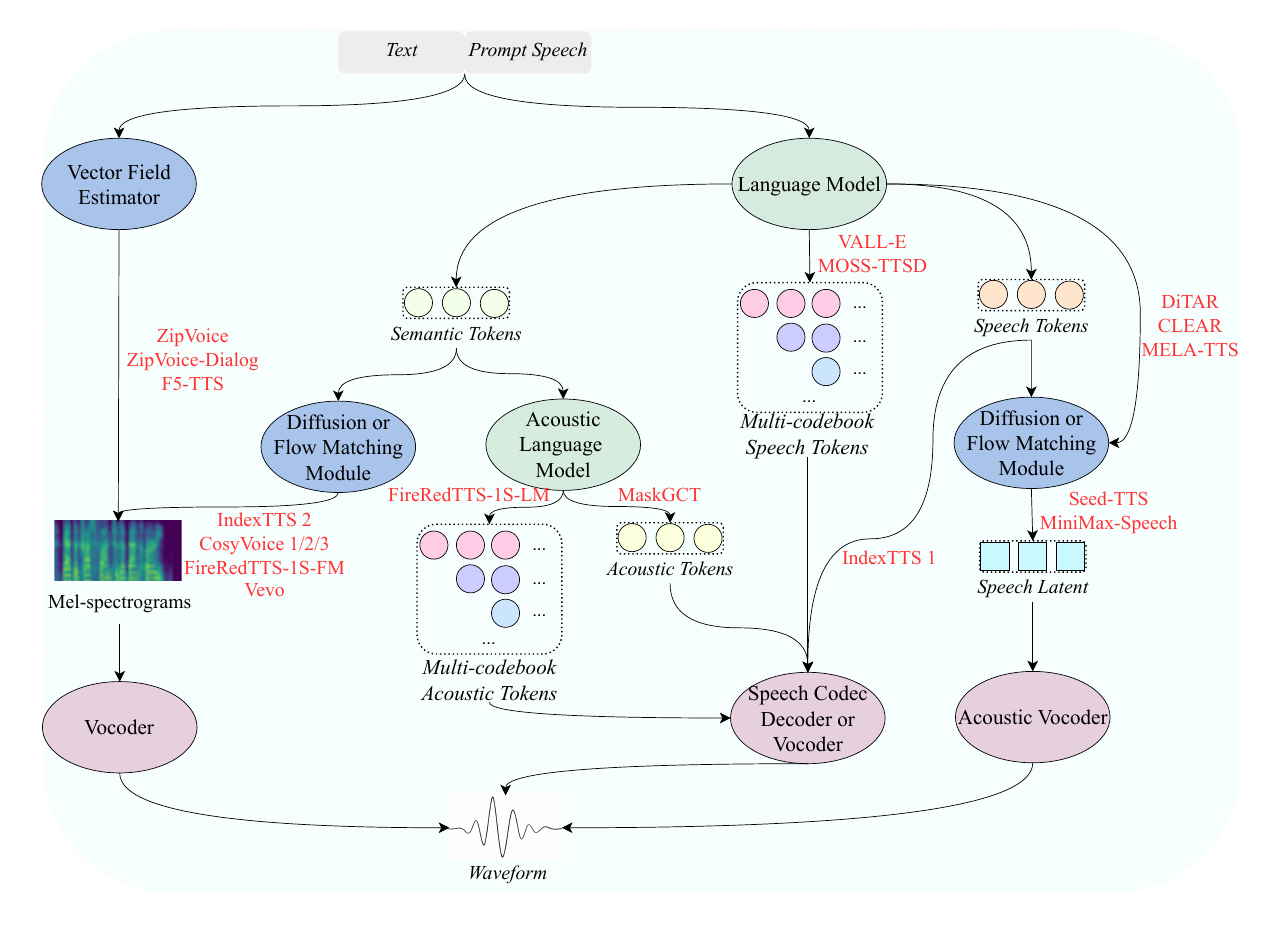 Text
Prompt Speech
Vector Field
Estimator
Language Model
VALL-E
MOSS-TTSD
DiTAR
CLEAR
MELA-TTS
...
...
...
...
Semantic Tokens
Speech Tokens
ZipVoice
ZipVoice-Dialog
F5-TTS
Multi-codebook
Speech Tokens
Diffusion or
Flow Matching
Module
Acoustic
Language
Model
Diffusion or
Flow Matching
Module
FireRedTTS-1S-LM
MaskGCT
Seed-TTS
MiniMax-Speech
IndexTTS 2
CosyVoice 1/2/3
FireRedTTS-1S-FM
Vevo
...
...
...
...
Acoustic Tokens
IndexTTS 1
Speech Latent
Mel-spectrograms
Multi-codebook
Acoustic Tokens
Vocoder
Speech Codec
Decoder or
Vocoder
Acoustic Vocoder
Waveform